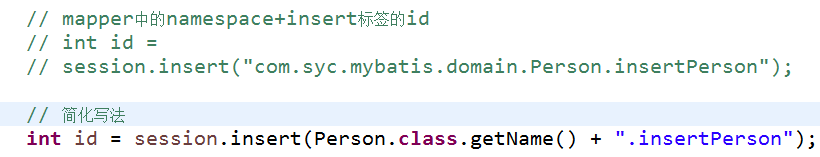 // mapper中的namespace+insert标签的id
// int id =
// session.insert("com.syc.mybatis.domain.Person.insertPerson");
// 简化写法
int id = session.insert(Person.class.getName() + ".insertPerson");